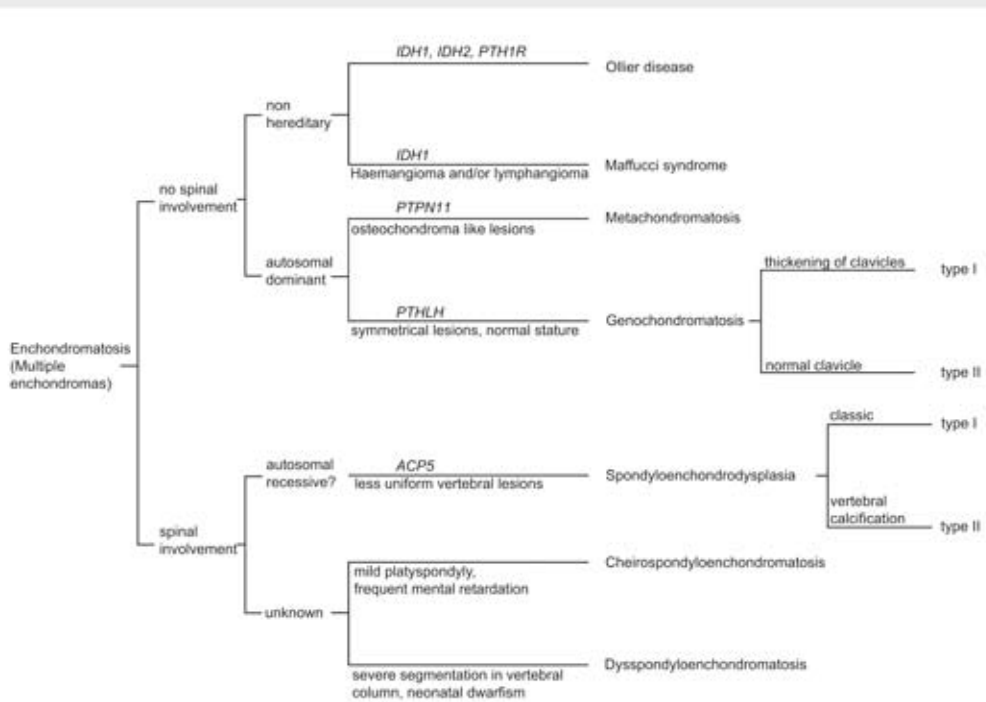 IDH1, IDH2, PTH1R
Ollier disease
non
hereditary
IDH1
Haemangioma and/or lymphangioma
Maffucci syndrome
no spinal
involvement
PTPN11
osteochondroma like lesions
Metachondromatosis
autosomal
dominant
thickening of clavicles
type I
PTHLH
symmetrical lesions, normal stature
Genochondromatosis
normal clavicle
type II
Enchondromatosis
(Multiple
enchondromas)
classic
type I
autosomal
recessive?
ACP5
less uniform vertebral lesions
Spondyloenchondrodysplasia
vertebral
calcification
type II
spinal
involvement
mild platyspondyly,
frequent mental retardation
Cheirospondyloenchondromatosis
unknown
severe segmentation in vertebral
column, neonatal dwarfism
Dysspondyloenchondromatosis